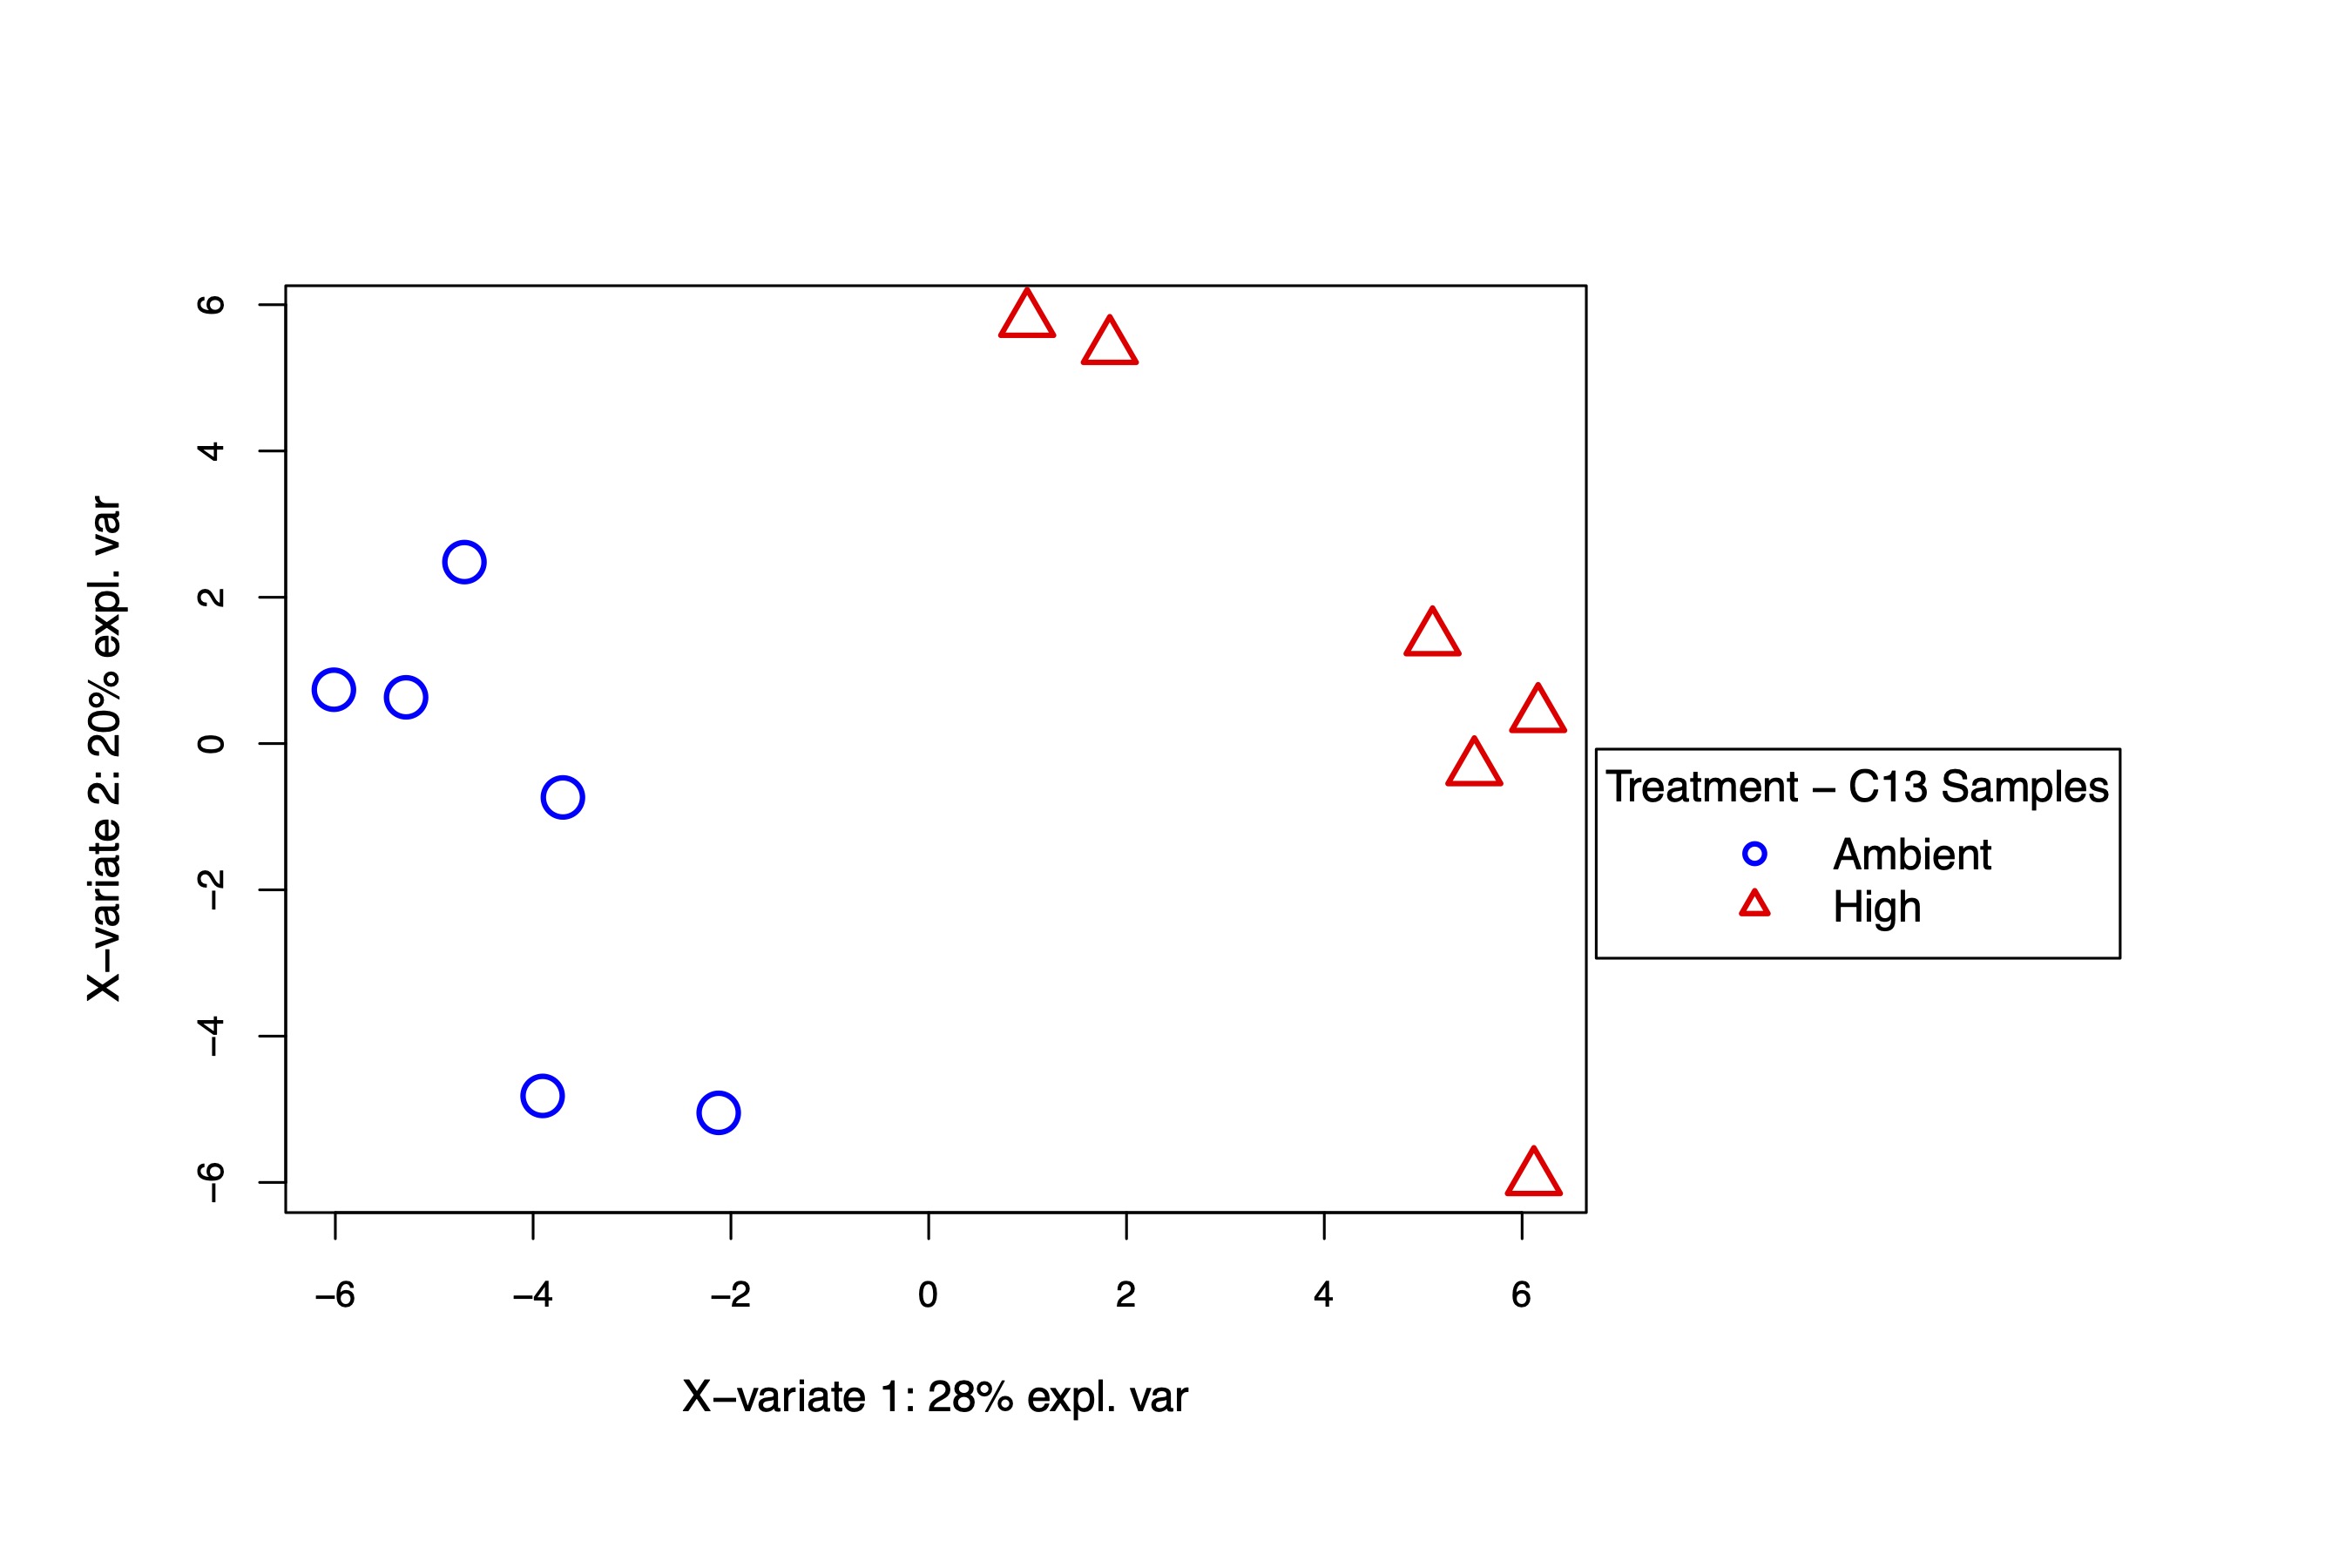 6
4
2
0
−2
−4
−6
X−variate 2: 20% expl. var
−6 −4 −2 0 2 4 6
X−variate 1: 28% expl. var
Treatment − C13 Samples
Ambient
High